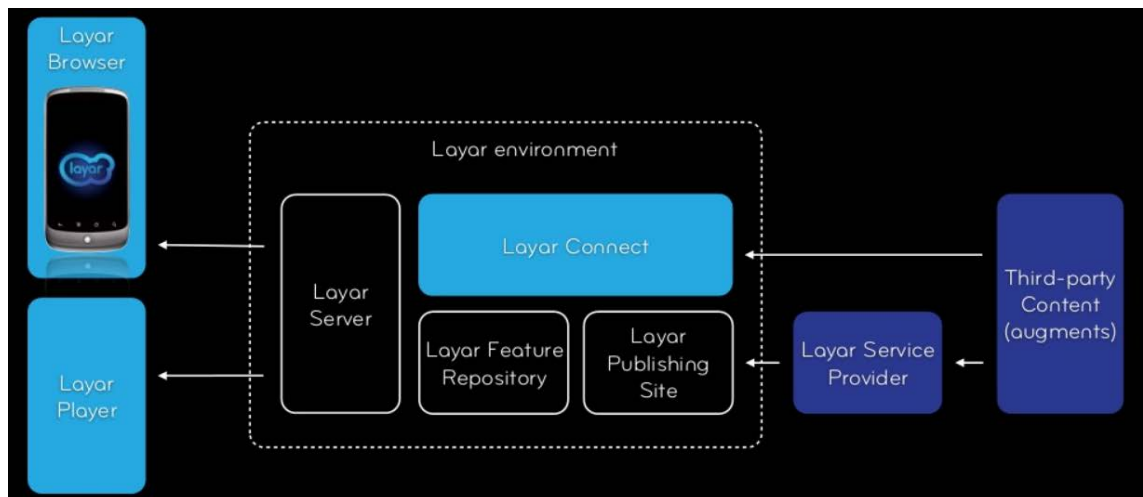 Layar
Browser
layar
Layar environment
Layar Connect
Layar
Server
Third-party
Content
(augments)
Layar Feature
Repository
Layar
Publishing
Site
Layar Service
Provider
Layar
Player